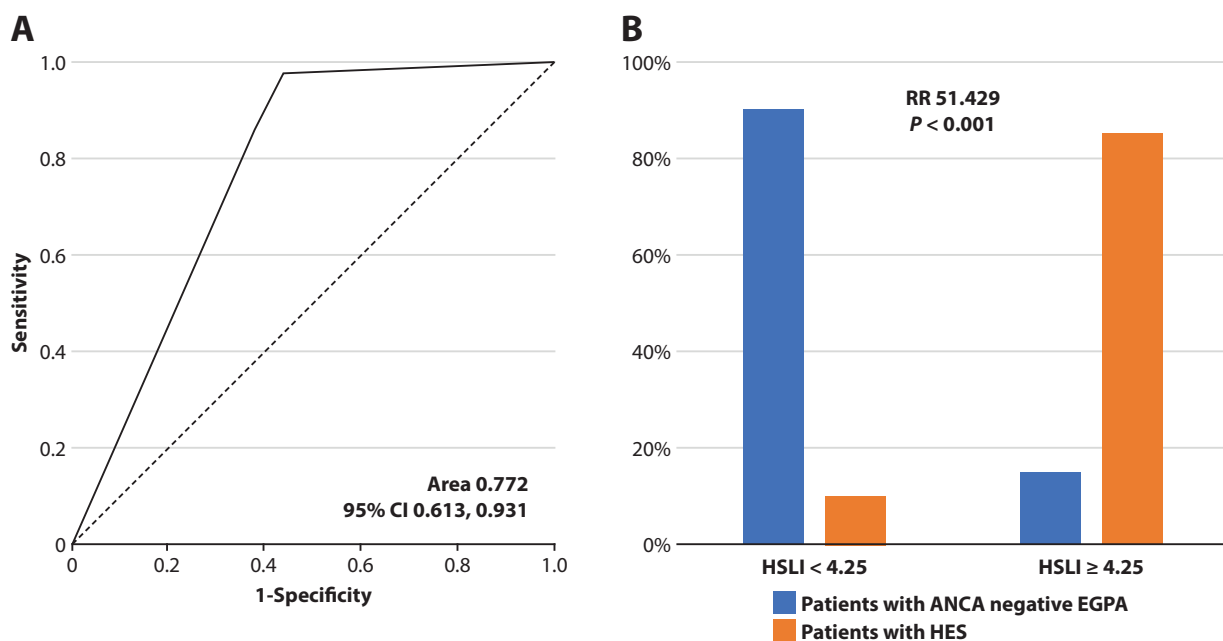 A
1.0
0.8
0.6
0.4
0.2
0
Sensitivity
Area 0.772
95% CI 0.613, 0.931
0 0.2 0.4 0.6 0.8 1.0
1-Specificity
B
100%
80%
60%
40%
20%
0%
RR 51.429
P < 0.001
HSLI < 4.25 HSLI ≥ 4.25
Patients with ANCA negative EGPA
Patients with HES